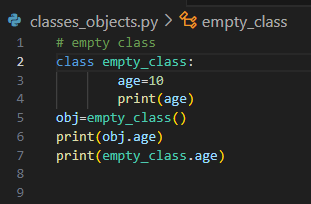 classes_objects.py > empty_class
1 # empty class
2 class empty_class:
3 age=10
4 print(age)
5 obj=empty_class()
6 print(obj.age)
7 print(empty_class.age)
8
9